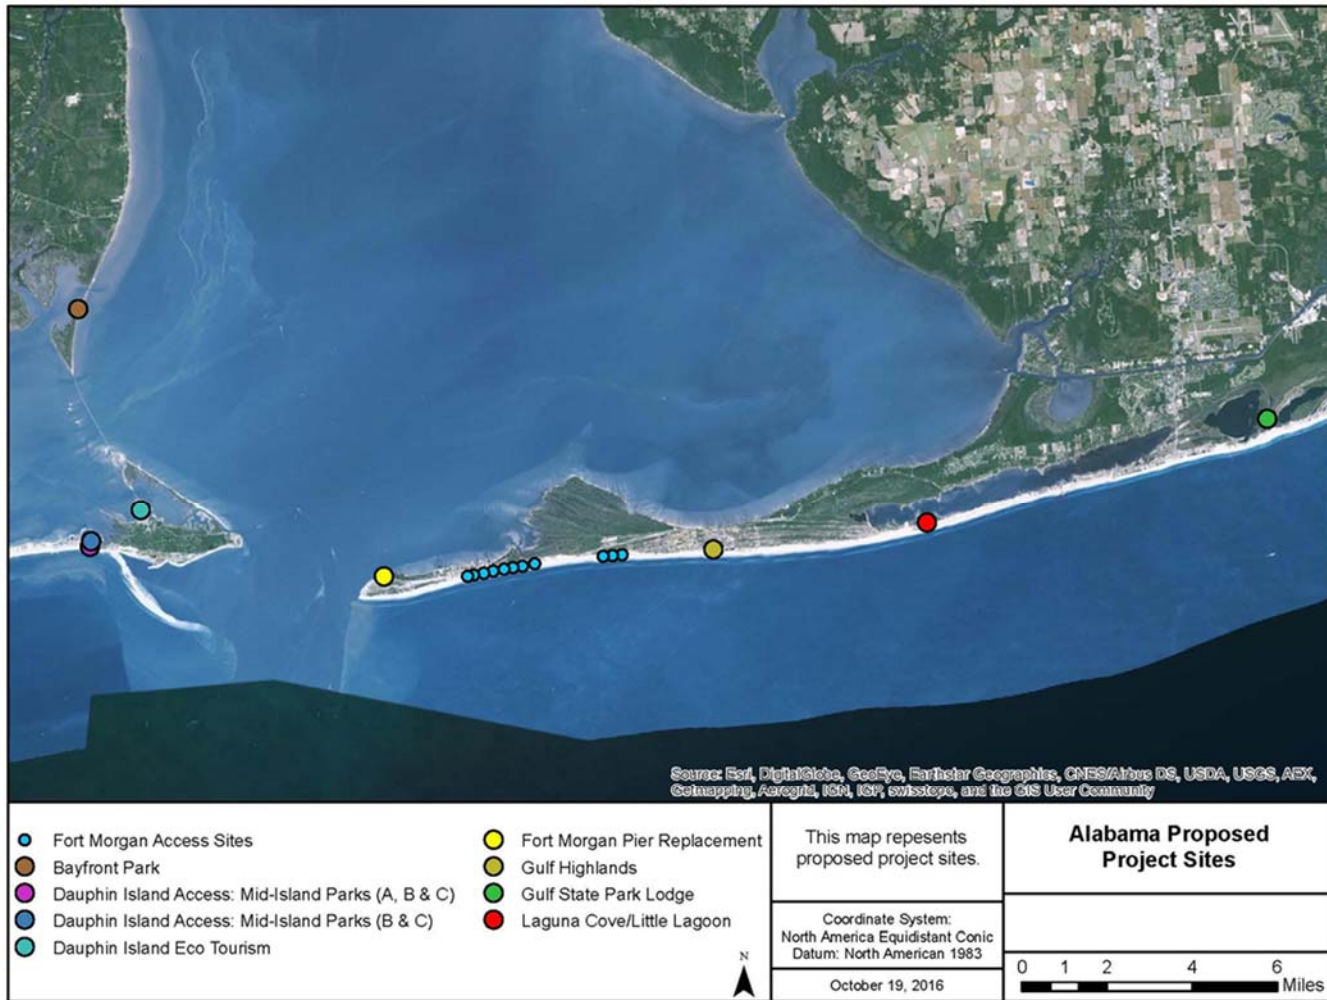 Source: Esri, DigitalGlobe, GeoEye, Earthstar Geographics, CNES/Airbus DS, USDA, USGS, AEX,
Getmapping, Aerogrid, IGN, IGP, swisstopo, and the GIS User Community
Fort Morgan Access Sites
Bayfront Park
Dauphin Island Access: Mid-Island Parks (A, B & C)
Dauphin Island Access: Mid-Island Parks (B & C)
Dauphin Island Eco Tourism
Fort Morgan Pier Replacement
Gulf Highlands
Gulf State Park Lodge
Laguna Cove/Little Lagoon
N
This map repesents
proposed project sites.
Coordinate System:
North America Equidistant Conic
Datum: North American 1983
October 19, 2016
Alabama Proposed
Project Sites
0 1 2 4 6
Miles